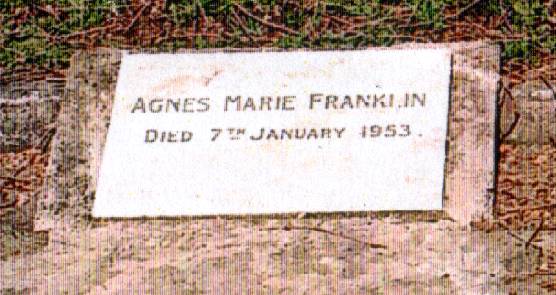 AGNES MARIE FRANKLIN
DIED 7TH JANUARY 1953.